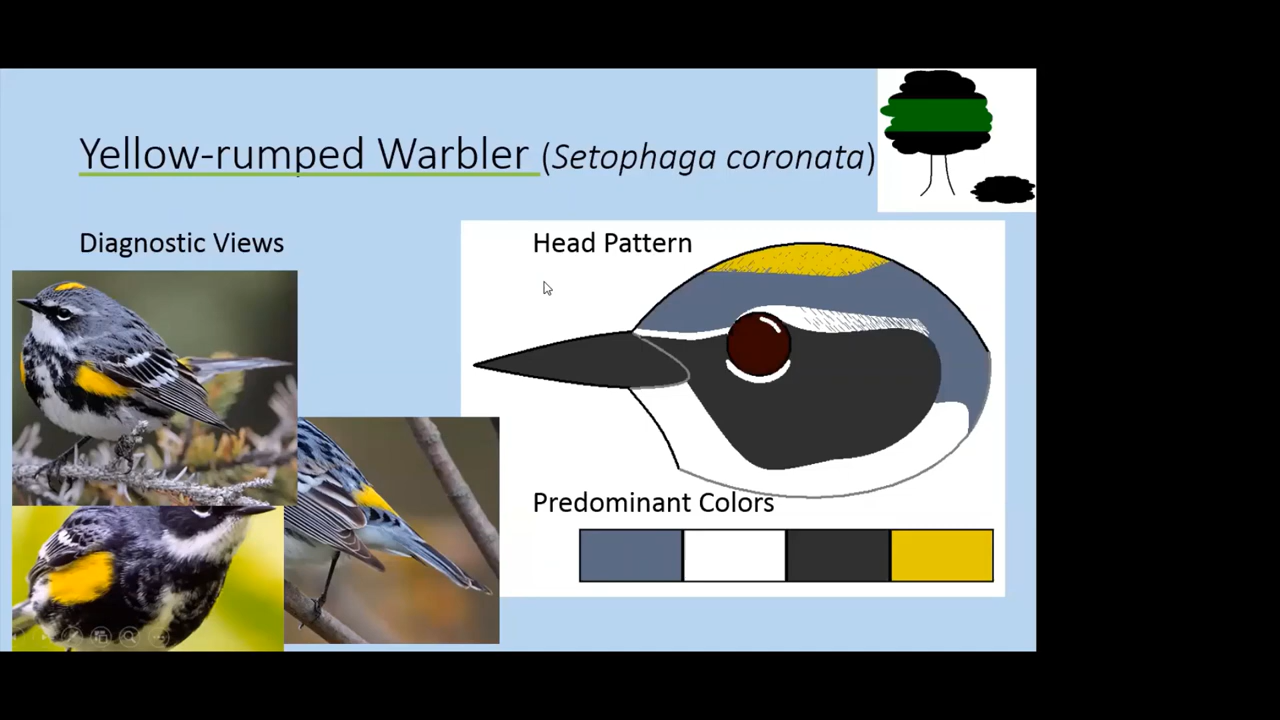 Yellow-rumped Warbler (Setophaga coronata)
Diagnostic Views
Head Pattern
Predominant Colors